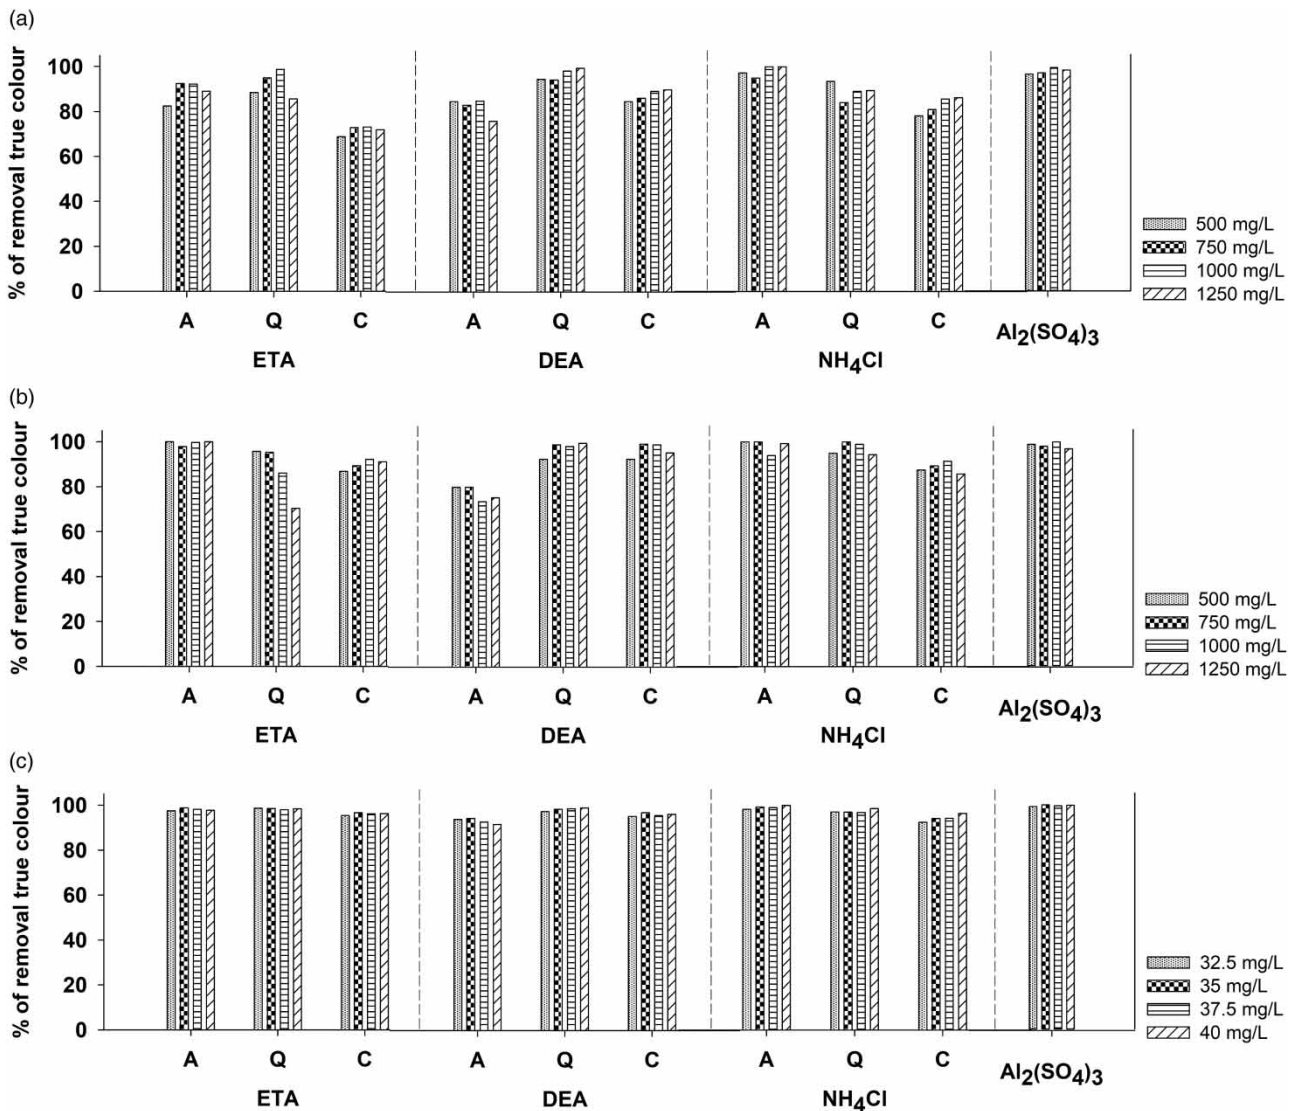 (a)
% of removal true colour
100
80
60
40
20
0
A Q C A Q C A Q C Al2(SO4)3
ETA DEA NH4Cl
500 mg/L
750 mg/L
1000 mg/L
1250 mg/L
(b)
% of removal true colour
100
80
60
40
20
0
A Q C A Q C A Q C Al2(SO4)3
ETA DEA NH4Cl
500 mg/L
750 mg/L
1000 mg/L
1250 mg/L
(c)
% of removal true colour
100
80
60
40
20
0
A Q C A Q C A Q C Al2(SO4)3
ETA DEA NH4Cl
32.5 mg/L
35 mg/L
37.5 mg/L
40 mg/L